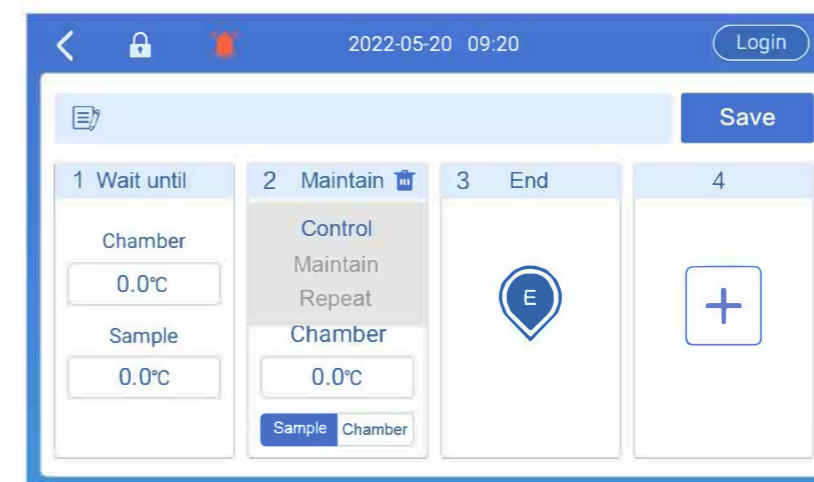 2022-05-20 09:20
Login
Save
1 Wait until
Chamber
0.0℃
Sample
0.0℃
2 Maintain
Control
Maintain
Repeat
Chamber
0.0℃
Sample Chamber
3 End
E
4
+